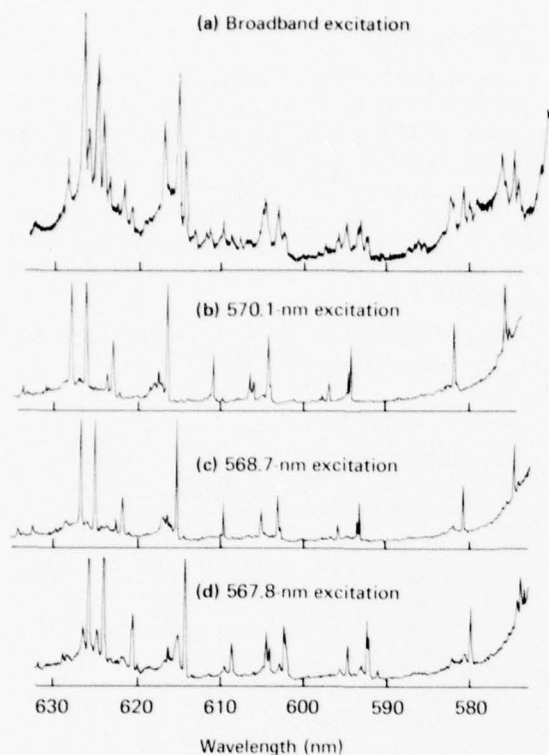 (a) Broadband excitation
(b) 570.1-nm excitation
(c) 568.7-nm excitation
(d) 567.8-nm excitation
630 620 610 600 590 580
Wavelength (nm)